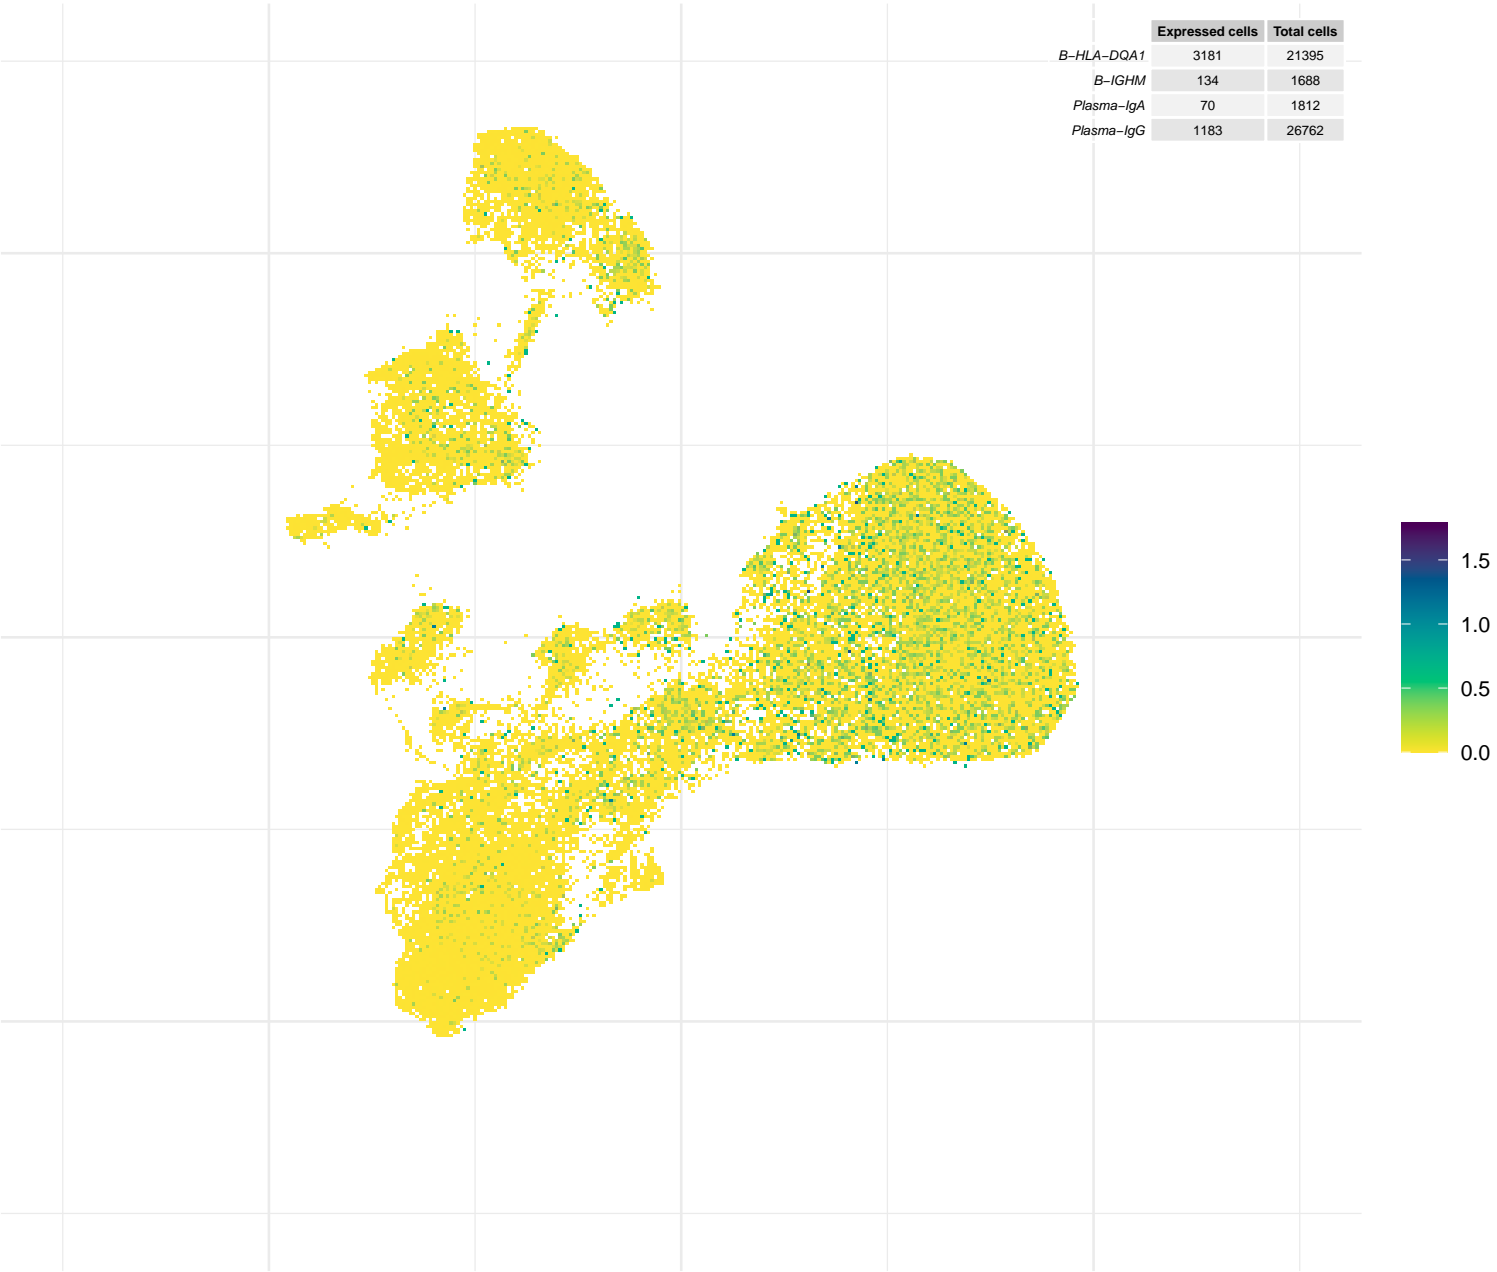 Expressed cells Total cells
B−HLA−DQA1 3181 21395
B−IGHM 134 1688
Plasma−IgA 70 1812
Plasma−IgG 1183 26762
1.5
1.0
0.5
0.0